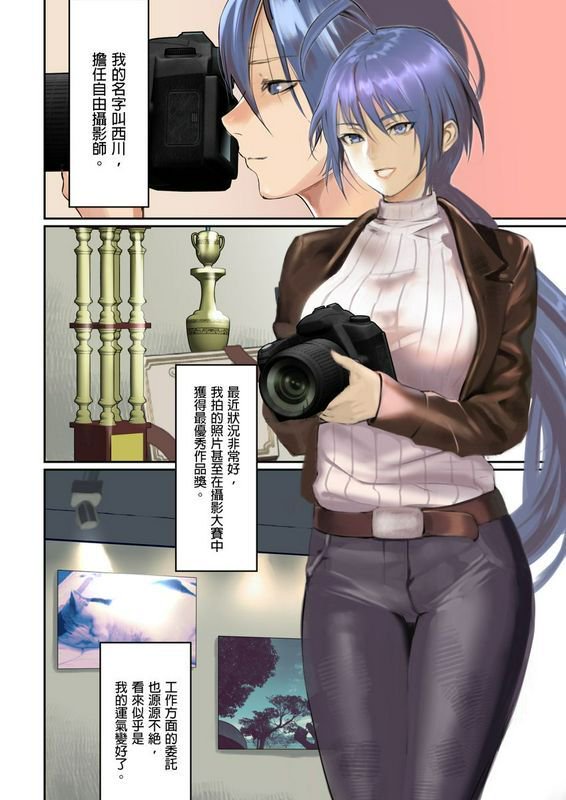 我的名字叫西川，
擔任自由攝影師。
最近狀況非常好，
我拍的照片甚至在攝影大賽中
獲得最優秀作品獎。
工作方面的委託
也源源不絕，
看來似乎是
我的運氣變好了。